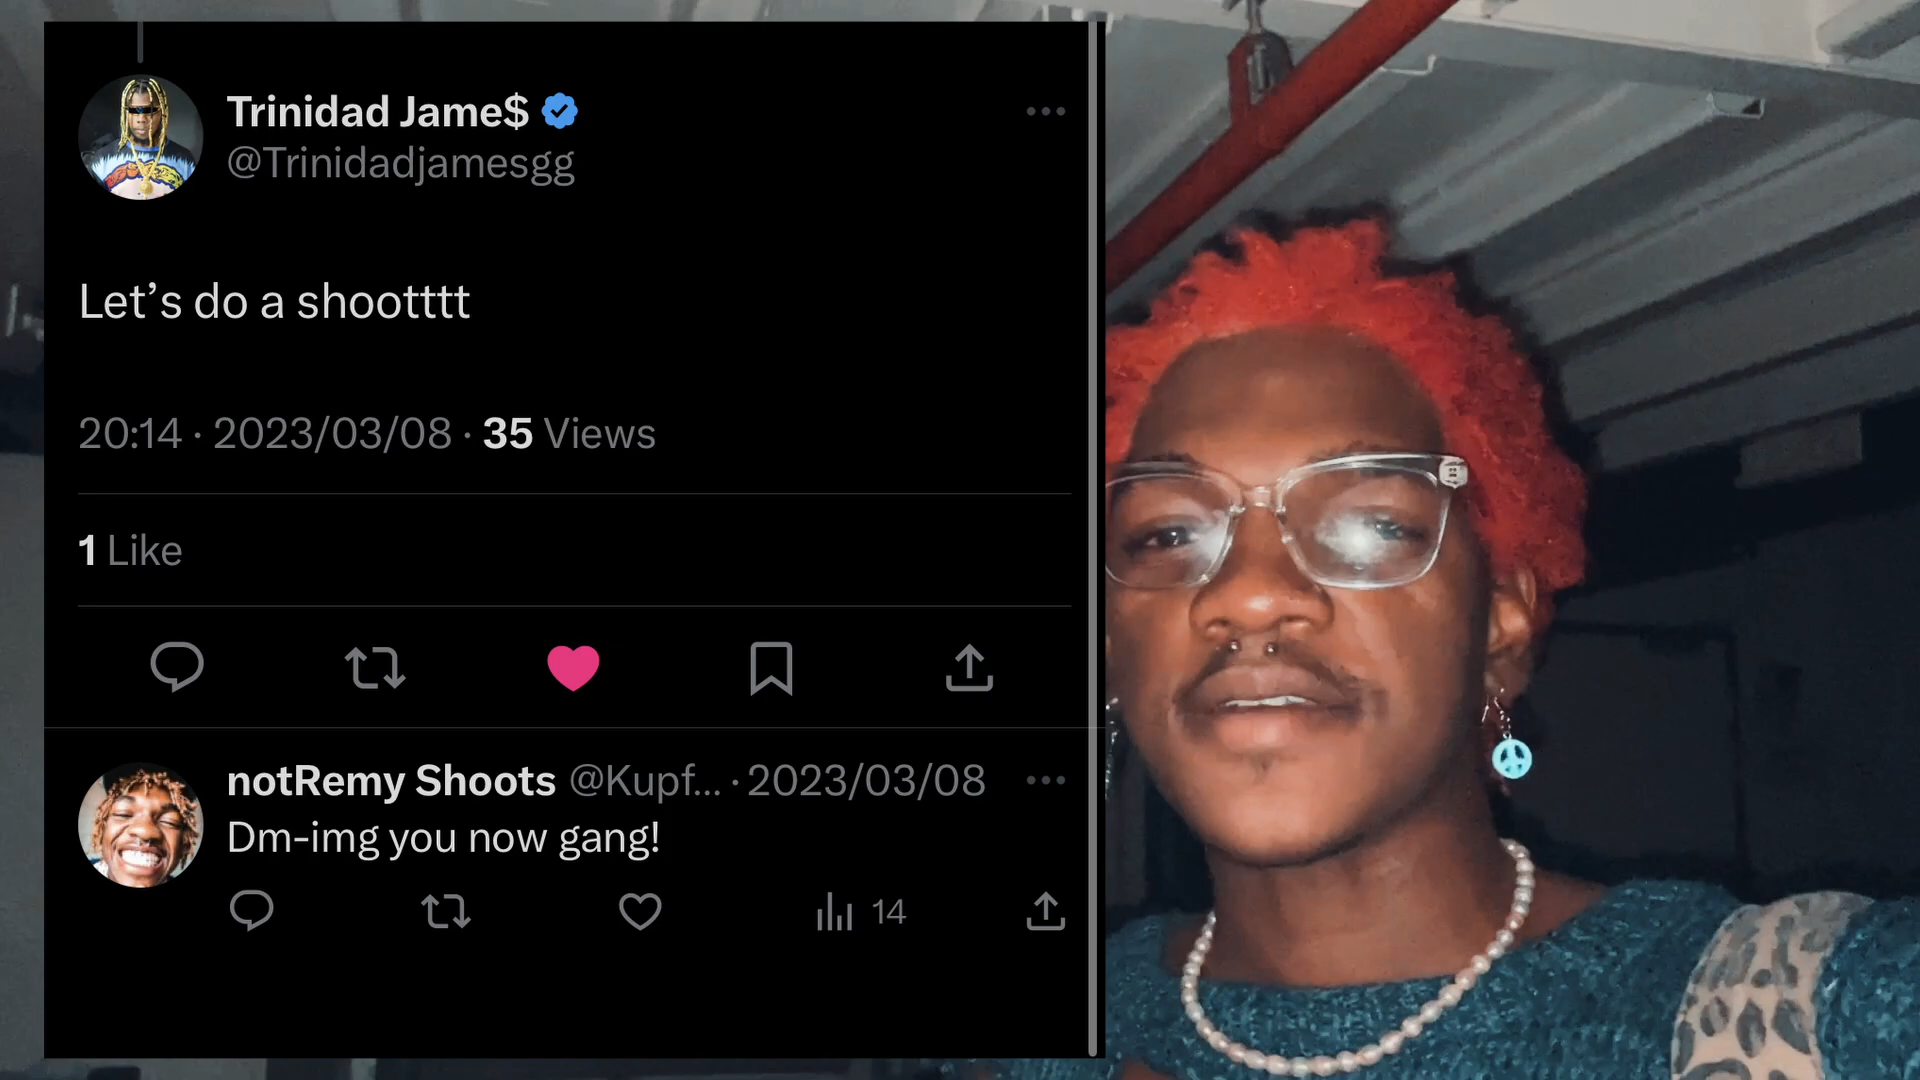 Trinidad Jame$
@Trinidadjamesgg
Let’s do a shootttt
20:14 · 2023/03/08 · 35 Views
1 Like
notRemy Shoots @Kupf... · 2023/03/08
Dm-img you now gang!
14